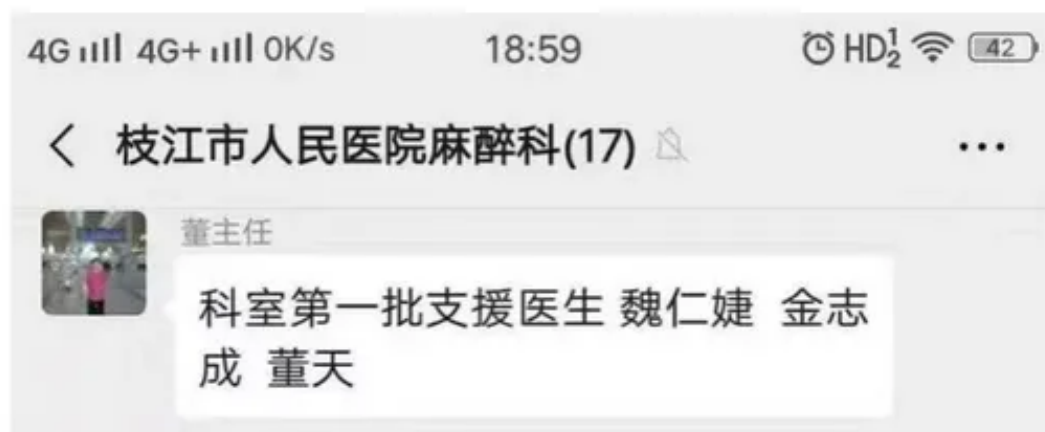 4G 4G+ 0K/s 18:59 HD12 42
枝江市人民医院麻醉科(17)
董主任
科室第一批支援医生 魏仁婕 金志
成 董天